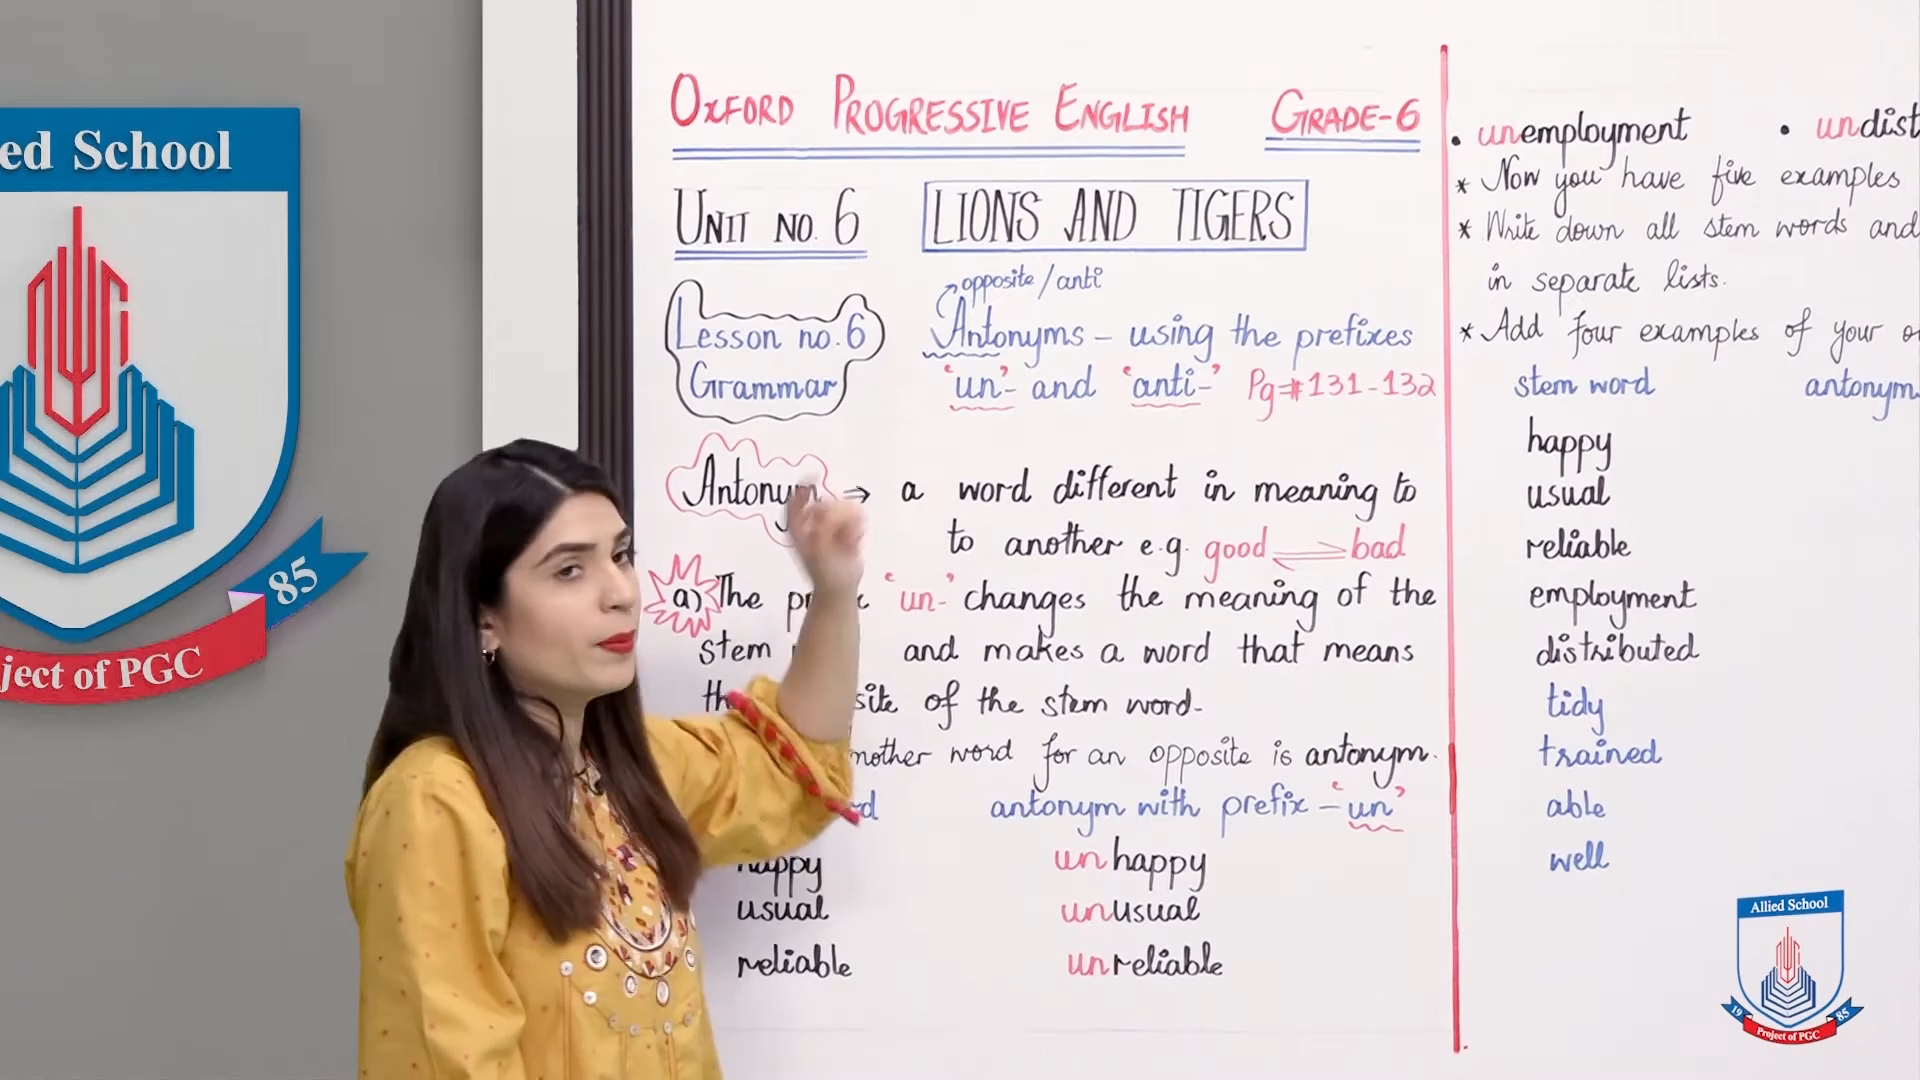 ed School
85
ject of PGC
OXFORD PROGRESSIVE ENGLISH GRADE-6
UNIT NO. 6 LIONS AND TIGERS
opposite / anti
Lesson no. 6
Grammar
Antonyms - using the prefixes
'un'- and 'anti-' Pg#131-132
Antonym ⇒ a word different in meaning to
to another e.g. good ⇌ bad
a) The 'un-' changes the meaning of the
stem and makes a word that means
of the stem word.
word for an opposite is antonym.
antonym with prefix - 'un'
happy unhappy
usual unusual
reliable unreliable
• unemployment • undist
* Now you have five examples
* Write down all stem words and
in separate lists.
* Add four examples of your
stem word antonym
happy
usual
reliable
employment
distributed
tidy
trained
able
well
Allied School
19 85
Project of PGC